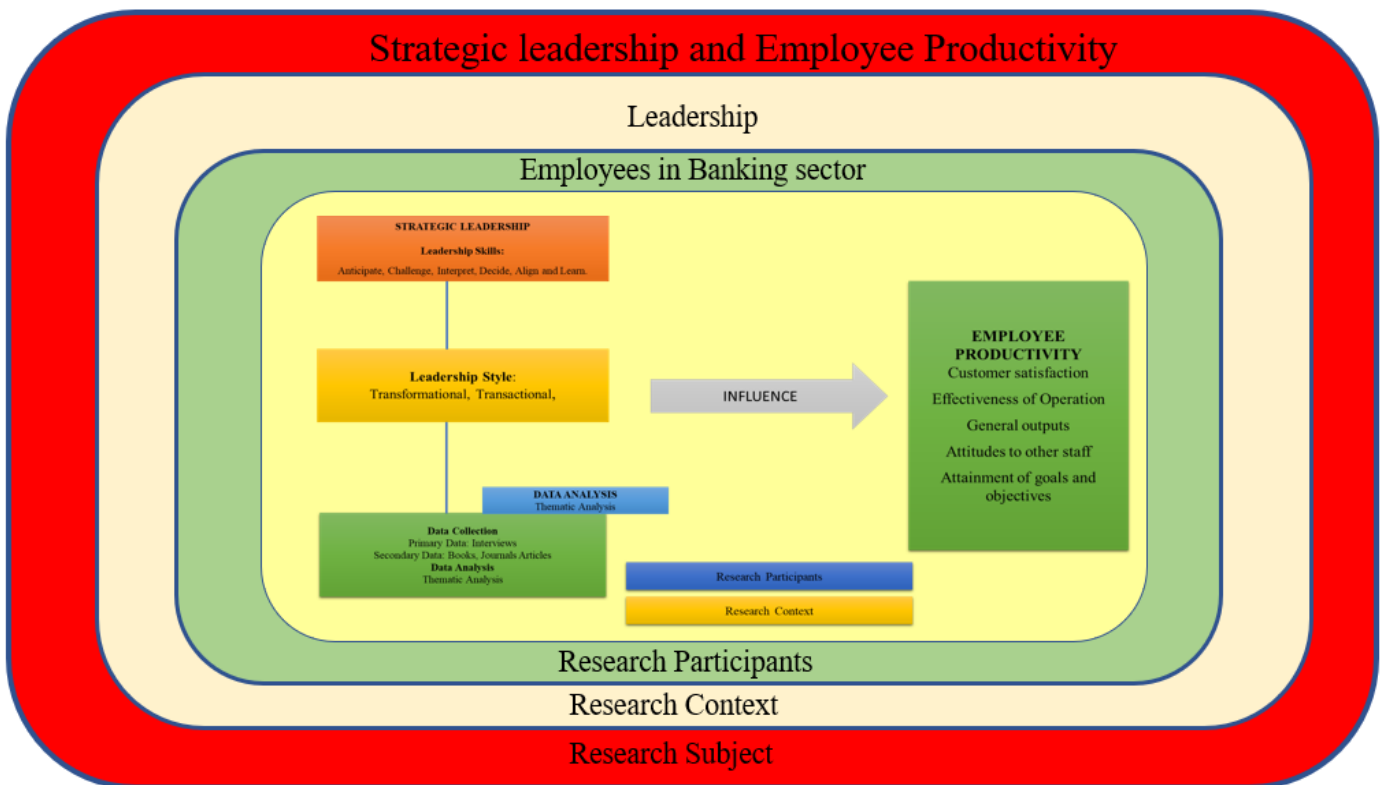 Strategic leadership and Employee Productivity
Leadership
Employees in Banking sector
STRATEGIC LEADERSHIP
Leadership Skills:
Anticipate, Challenge, Interpret, Decide, Align and Learn.
Leadership Style:
Transformational, Transactional,
INFLUENCE
EMPLOYEE
PRODUCTIVITY
Customer satisfaction
Effectiveness of Operation
General outputs
Attitudes to other staff
Attainment of goals and
objectives
DATA ANALYSIS
Thematic Analysis
Data Collection
Primary Data: Interviews
Secondary Data: Books, Journals Articles
Data Analysis
Thematic Analysis
Research Participants
Research Context
Research Participants
Research Context
Research Subject